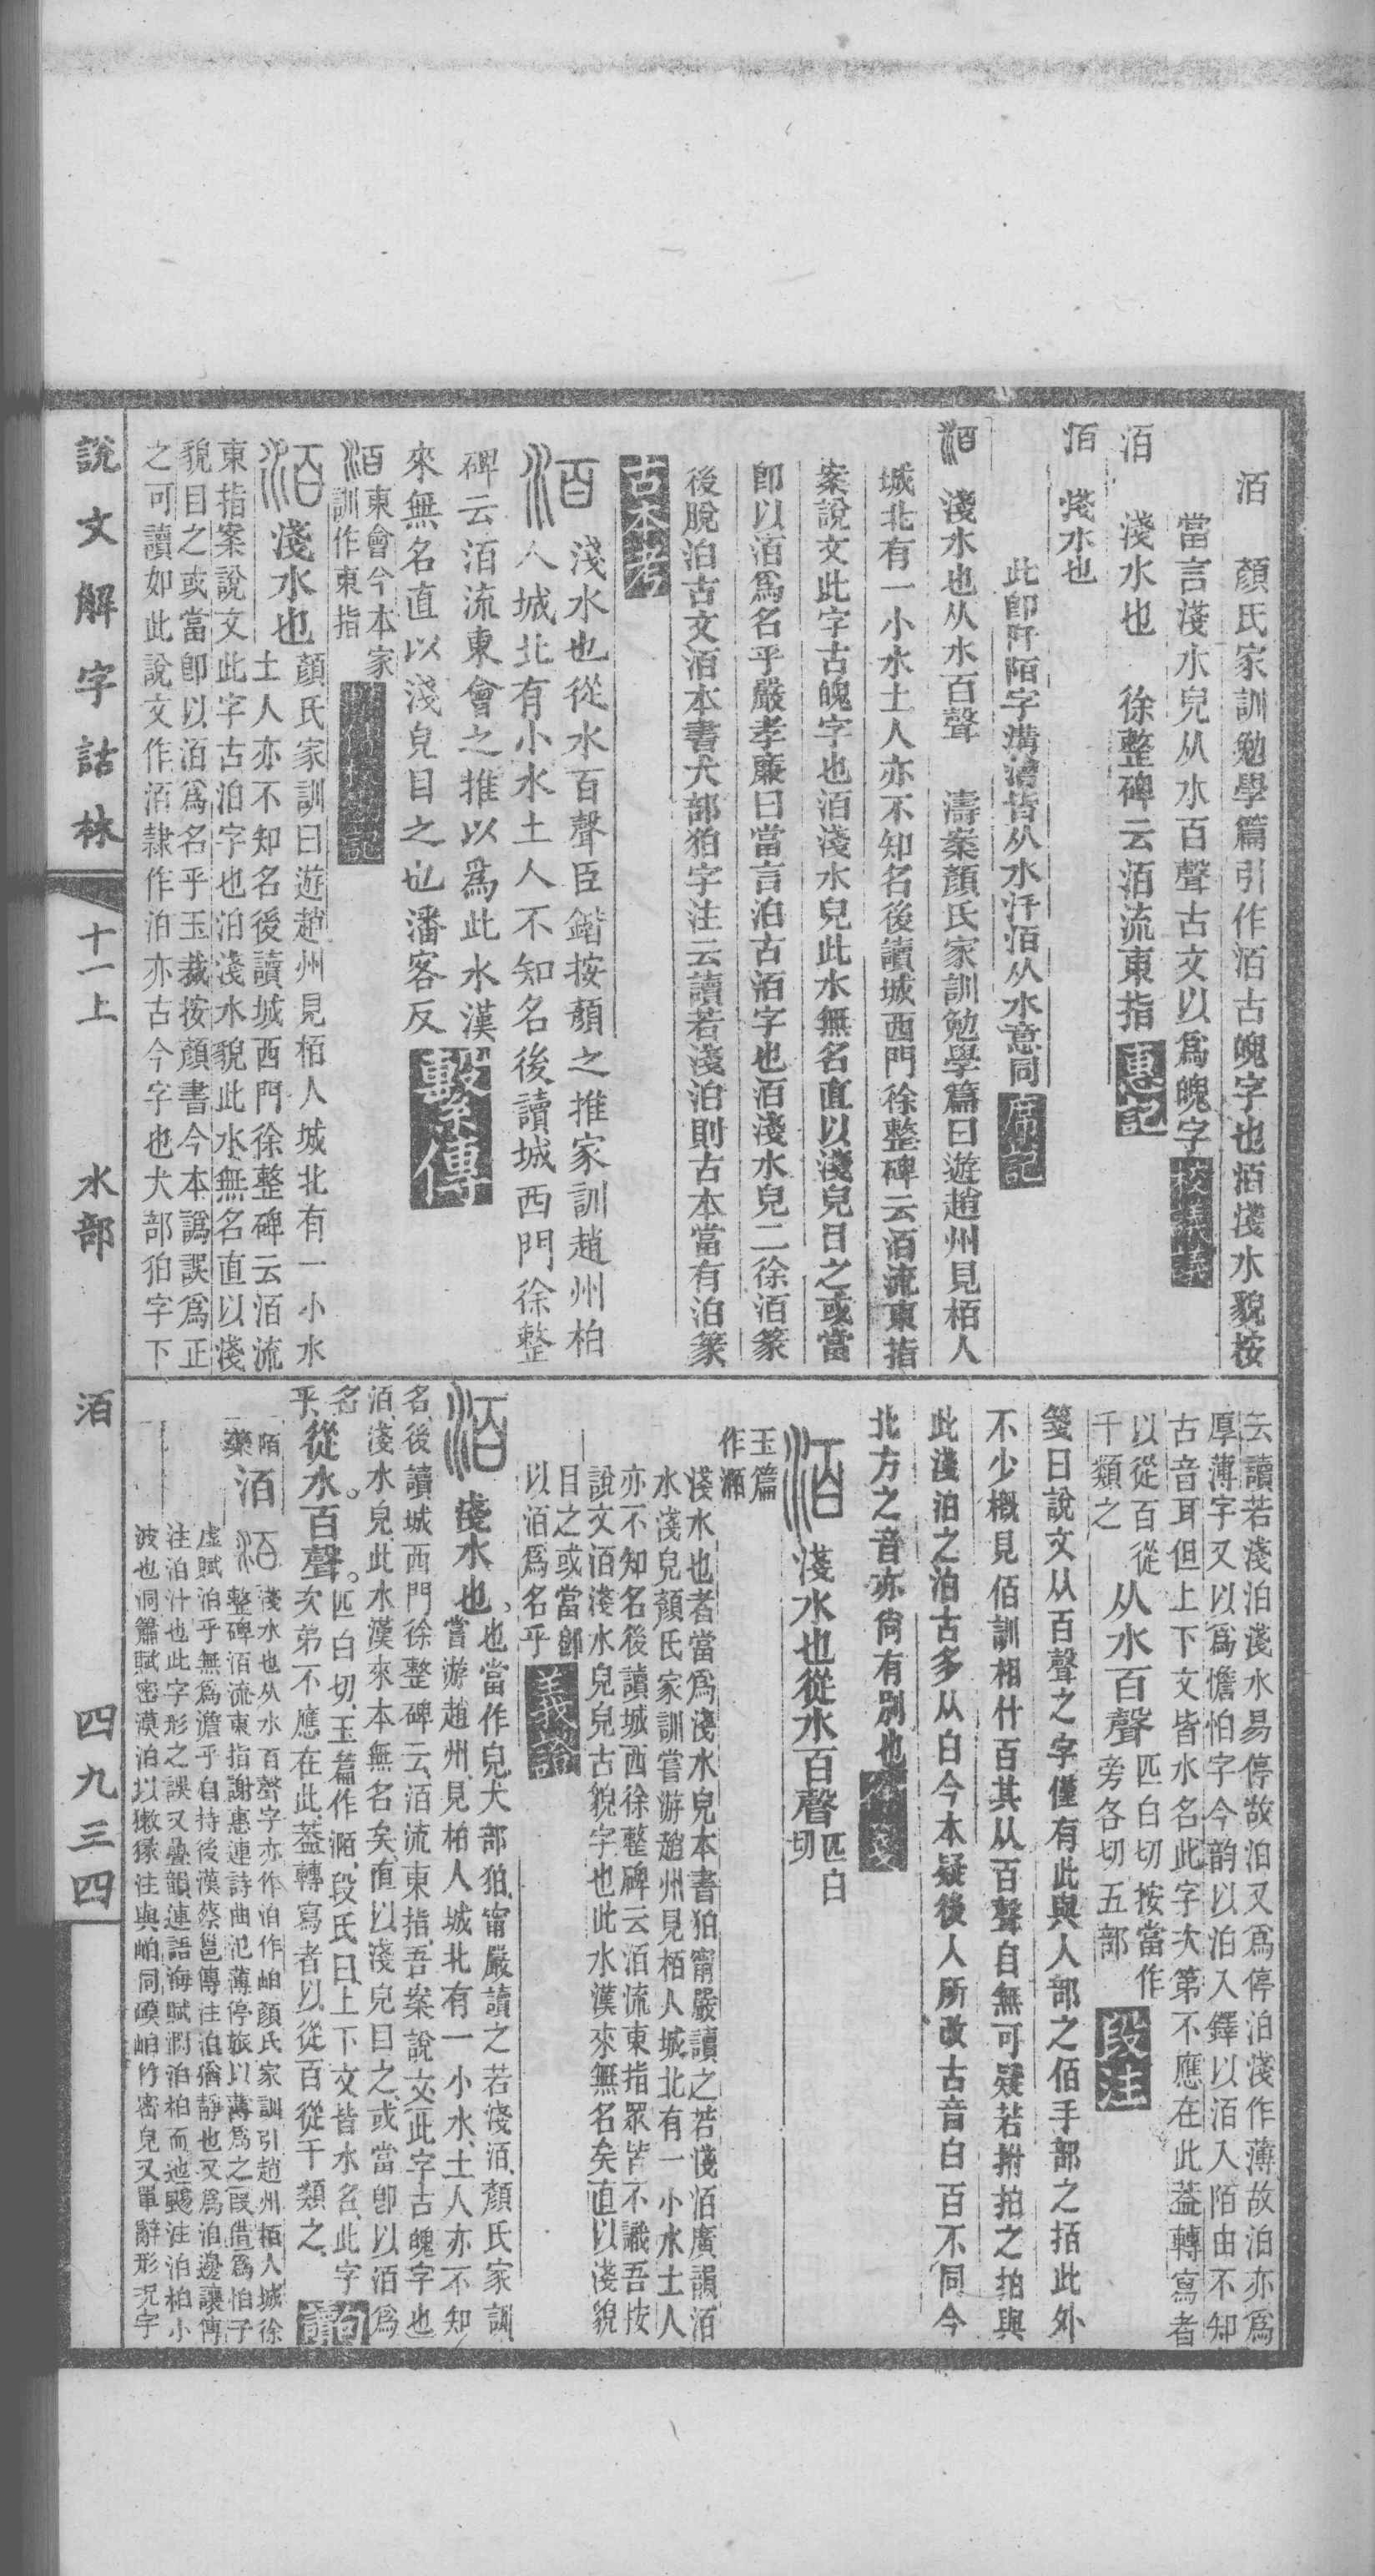 洦　顏氏家訓勉學篇引作洦古魄字也洦淺水貌按
當言淺水皃从水百聲古文以爲魄字校議議
洦　淺水也　徐整碑云洦流東指惠記
洦　淺水也
此卽阡陌字溝澮皆从水汘洦从水意同席記
洦　淺水也从水百聲　濤案顏氏家訓勉學篇曰遊趙州見栢人
城北有一小水土人亦不知名後讀城西門徐整碑云洦流東指
案說文此字古魄字也洦淺水皃此水無名直以淺皃目之或當
卽以洦爲名乎嚴孝廉曰當言泊古洦字也洦淺水皃二徐洦篆
後脫泊古文洦本書犬部狛字注云讀若淺泊則古本當有泊篆
古本考
洦　淺水也從水百聲臣鍇按顏之推家訓趙州柏
人城北有小水土人不知名後讀城西門徐整
碑云洦流東會之推以爲此水漢
來無名直以淺皃目之也潘客反繫傳
洦東會今本家
訓作東指
洦　淺水也顏氏家訓曰遊趙州見栢人城北有一小水
土人亦不知名後讀城西門徐整碑云洦流
東指案說文此字古泊字也泊淺水貌此水無名直以淺
貌目之或當卽以洦爲名乎玉裁按顏書今本譌誤爲正
之可讀如此說文作洦隸作泊亦古今字也犬部狛字下
云讀若淺泊淺水易停故泊又爲停泊淺作薄故泊亦爲
厚薄字又以爲憺怕字今韵以泊入鐸以洦入陌由不知
古音耳但上下文皆水名此字次第不應在此蓋轉寫者
以從百從
千類之　从水百聲匹白切按當作
旁各切五部段注
箋曰說文从百聲之字僅有此與人部之佰手部之拍此外
不少概見佰訓相什百其从百聲自無可疑若拊拍之拍與
此淺泊之泊古多从白今本疑後人所改古音白百不同今
北方之音亦尙有別也
洦　淺水也從水百聲匹白
切
玉篇
作
淺水也者當爲淺水皃本書狛甯嚴讀之若淺洦廣韻洦
水淺皃顏氏家訓嘗游趙州見栢人城北有一小水土人
亦不知名後讀城西徐整碑云洦流東指眾皆不識吾按
說文洦淺水皃皃古貌字也此水漢來無名矣直以淺貌
目之或當卽
以洦爲名乎義證
洦　淺水也也當作皃犬部狛甯嚴讀之若淺洦顏氏家訓
嘗游趙州見柏人城北有一小水土人亦不知
名後讀城西門徐整碑云洦流東指吾案說文此字古魄字也
洦淺水皃此水漢來本無名矣直以淺皃目之或當卽以洦爲
名
乎　從水百聲匹白切玉篇作㴘段氏曰上下文皆水名此字
次弟不應在此蓋轉寫者以從百從千類之句讀
陌
藥洦　淺水也从水百聲字亦作泊作㳎顏氏家訓引趙州栢人城徐
整碑洦流東指謝惠連詩曲氾薄停旅以薄爲之叚借爲怕子
虛賦泊乎無爲澹乎自持後漢蔡邕傳注泊猶靜也又爲洎邊讓傳
注泊汁也此字形之誤又疊韻連語海賦㵎泊柏而迆颺注泊柏小
波也洞簫賦密漠泊以獭猭注與㟎同嗼㟎竹密皃又單辭形況字
說文解字詁林　十一上　水部　洦　四九三四